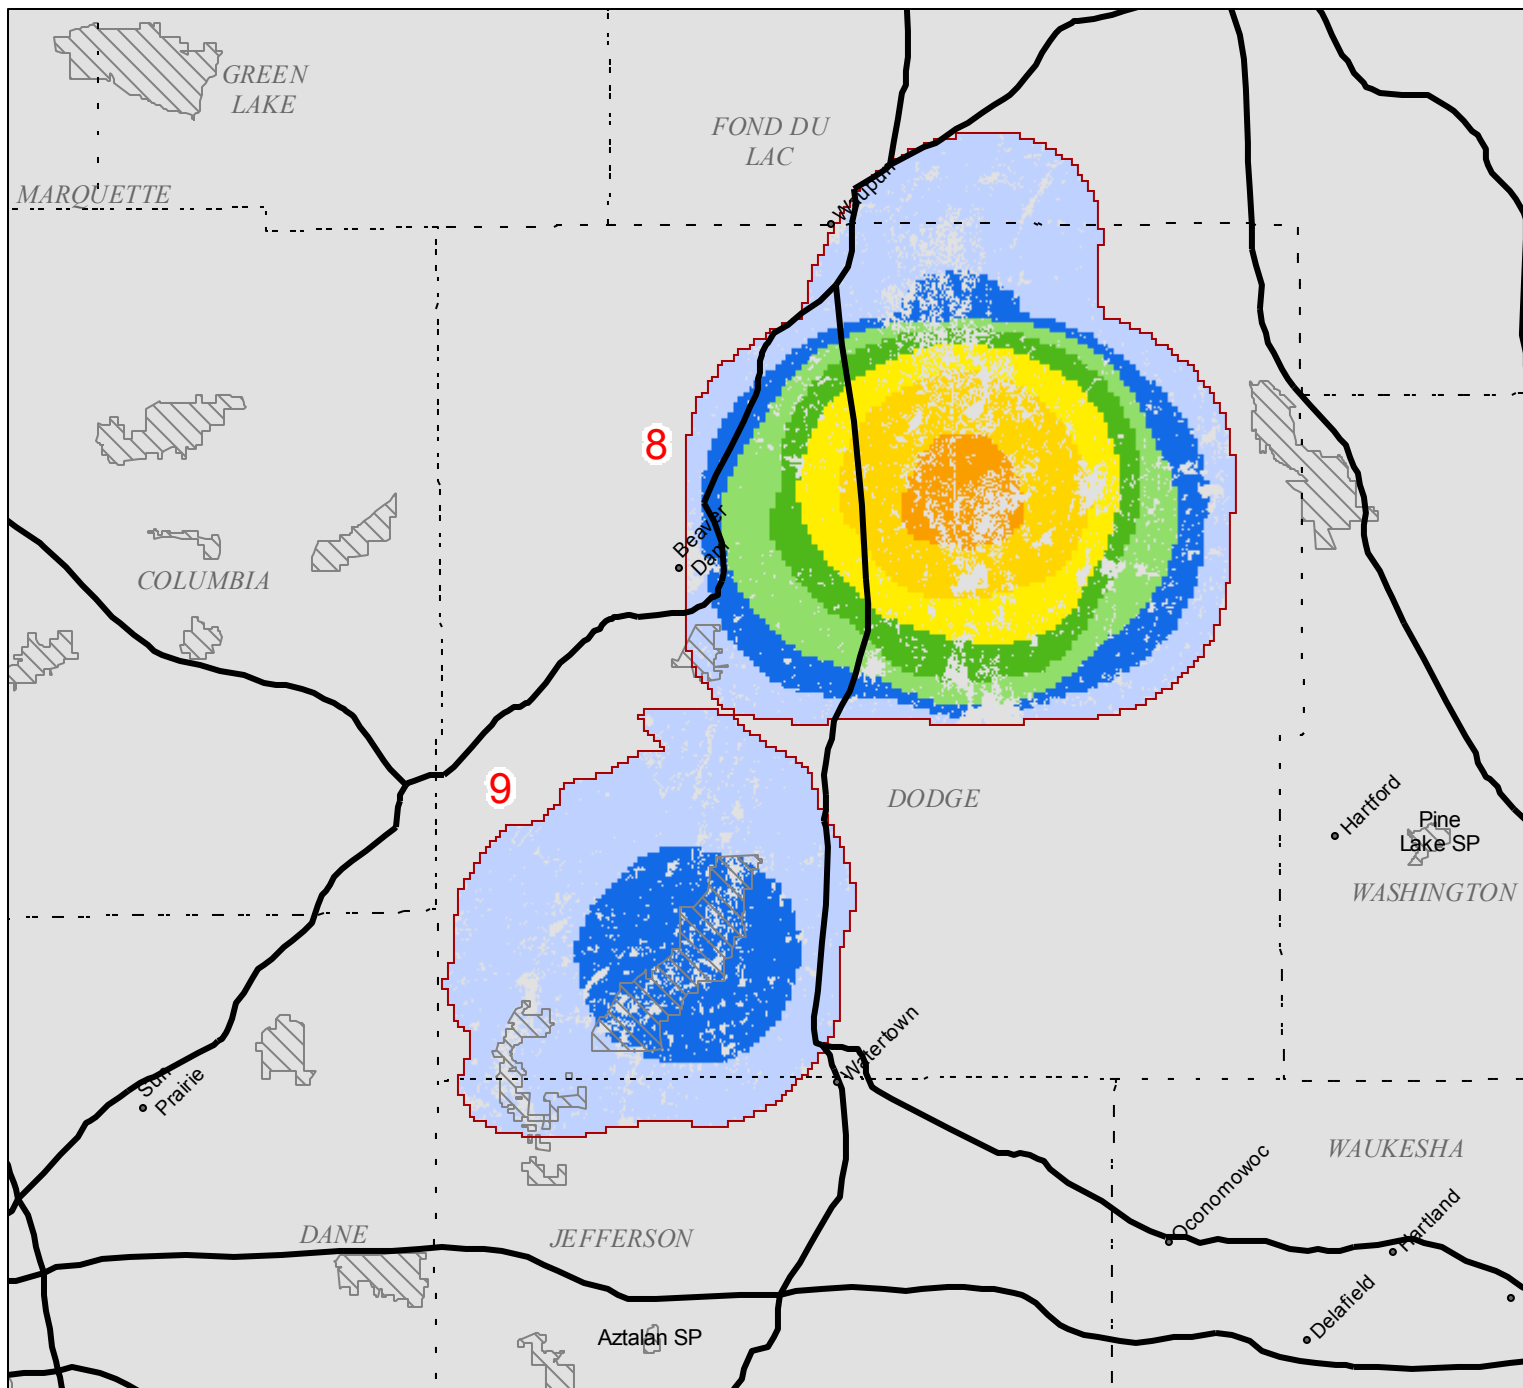 GREEN
LAKE
FOND DU
LAC
MARQUETTE
Waupun
8
Beaver
Dam
COLUMBIA
9
DODGE
Hartford
Pine
Lake SP
WASHINGTON
Watertown
Sun
Prairie
WAUKESHA
Oconomowoc
Hartland
DANE
JEFFERSON
Delafield
Aztalan SP